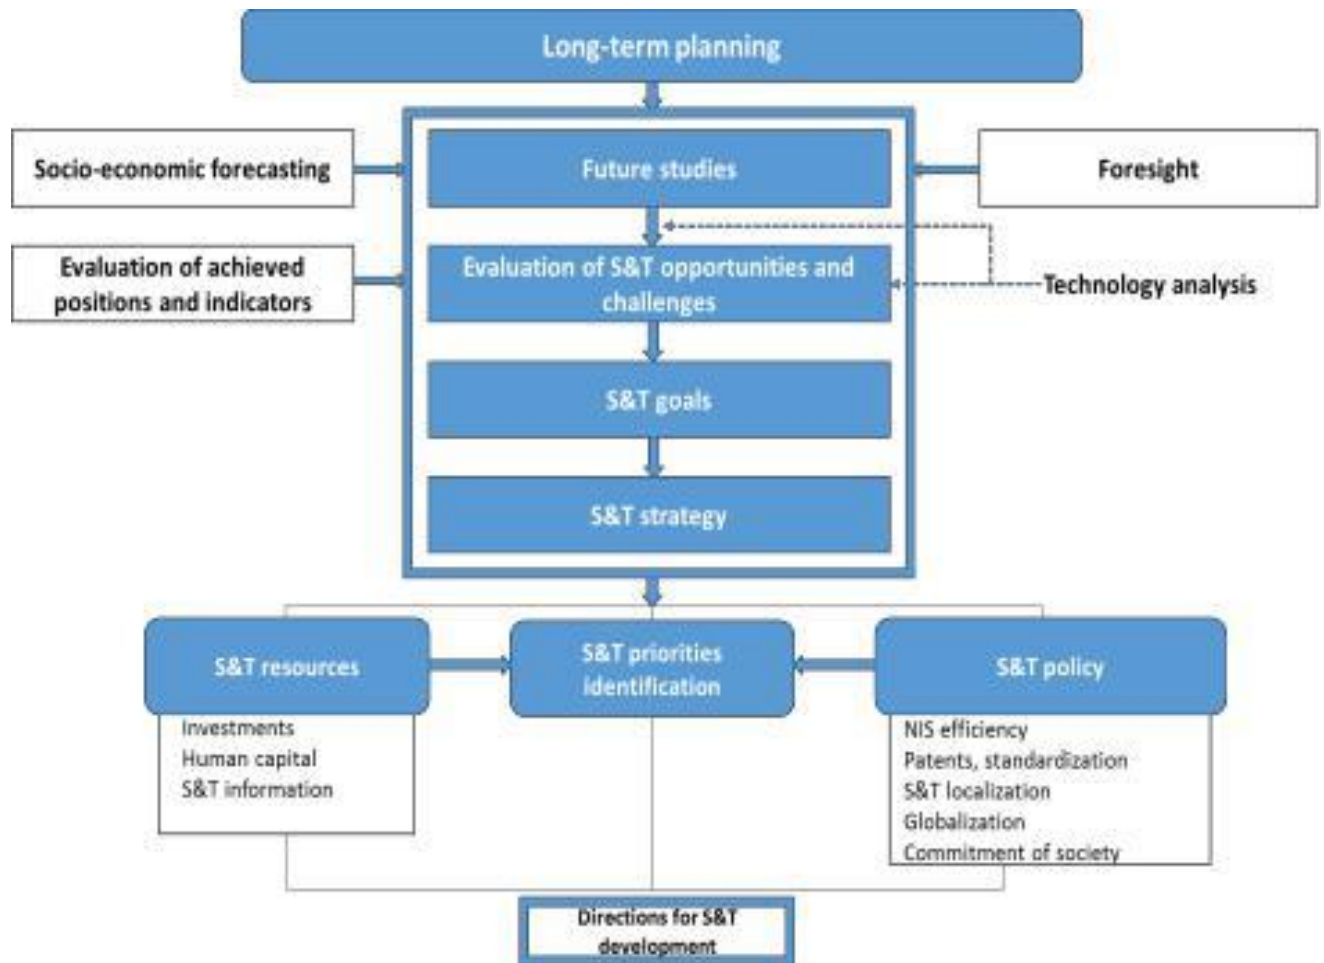 Long-term planning
Socio-economic forecasting
Future studies
Foresight
Evaluation of achieved
positions and indicators
Evaluation of S&T opportunities and
challenges
Technology analysis
S&T goals
S&T strategy
S&T resources
S&T priorities
identification
S&T policy
Investments
Human capital
S&T information
NIS efficiency
Patents, standardization
S&T localization
Globalization
Commitment of society
Directions for S&T
development